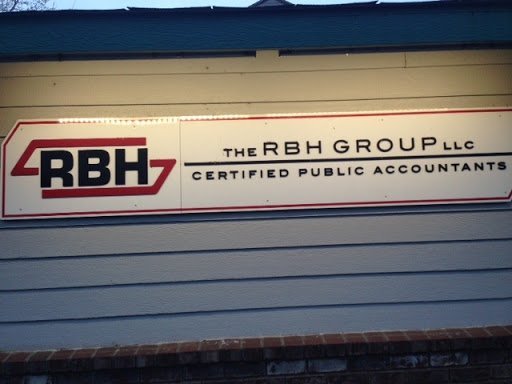 RBH
THE RBH GROUP LLC
CERTIFIED PUBLIC ACCOUNTANTS